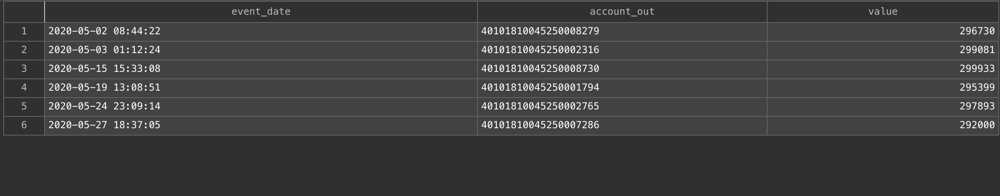 event_date account_out value
1 2020-05-02 08:44:22 40101810045250008279 296730
2 2020-05-03 01:12:24 40101810045250002316 299081
3 2020-05-15 15:33:08 40101810045250008730 299933
4 2020-05-19 13:08:51 40101810045250001794 295399
5 2020-05-24 23:09:14 40101810045250002765 297893
6 2020-05-27 18:37:05 40101810045250007286 292000